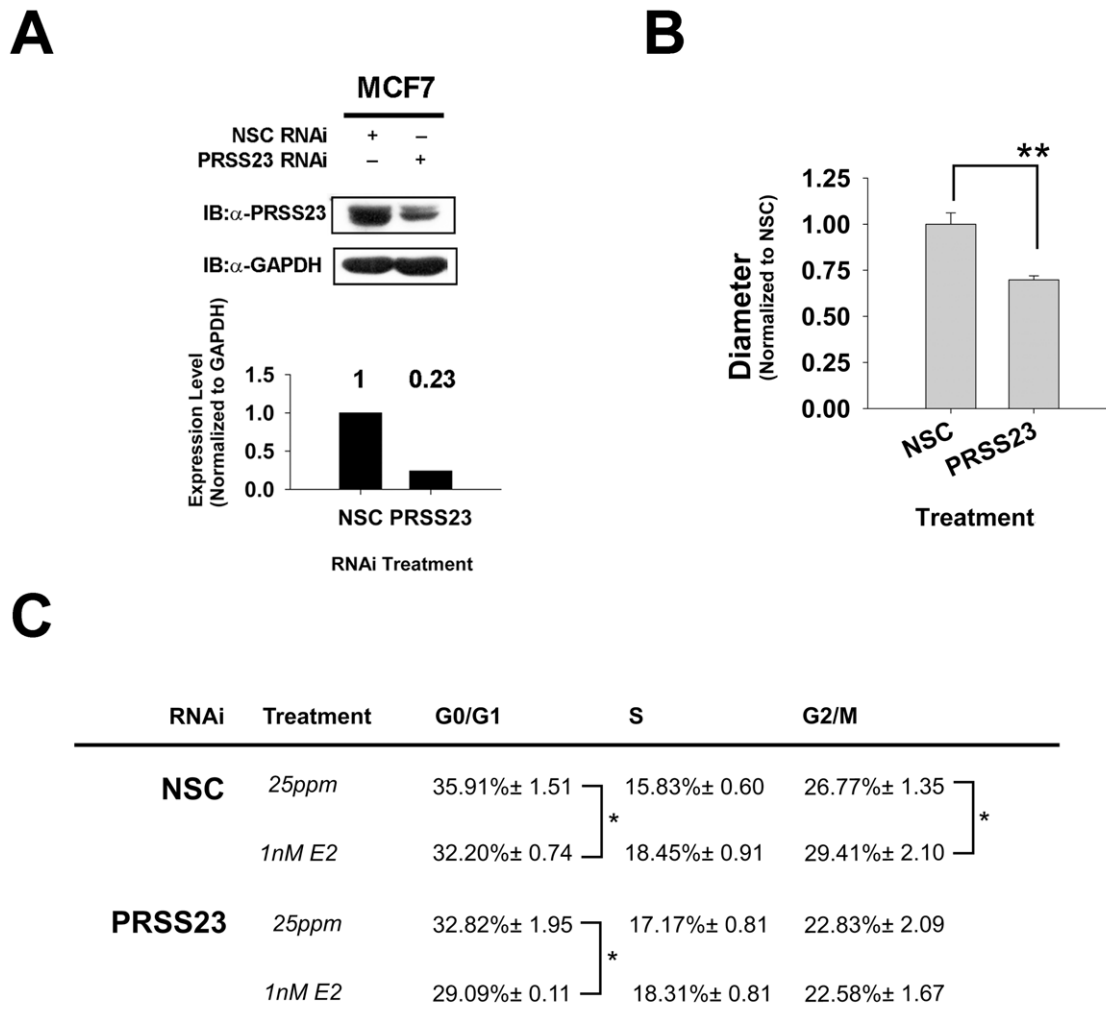 A
MCF7
NSC RNAi + –
PRSS23 RNAi – +
IB:α-PRSS23
IB:α-GAPDH
Expression Level
(Normalized to GAPDH)
1.5
1.0
0.5
0.0
1 0.23
NSC PRSS23
RNAi Treatment
B
**
Diameter
(Normalized to NSC)
1.25
1.00
0.75
0.50
0.25
0.00
NSC
PRSS23
Treatment
C
RNAi Treatment G0/G1 S G2/M
NSC 25ppm 35.91%± 1.51 15.83%± 0.60 26.77%± 1.35
* *
1nM E2 32.20%± 0.74 18.45%± 0.91 29.41%± 2.10
PRSS23 25ppm 32.82%± 1.95 17.17%± 0.81 22.83%± 2.09
*
1nM E2 29.09%± 0.11 18.31%± 0.81 22.58%± 1.67